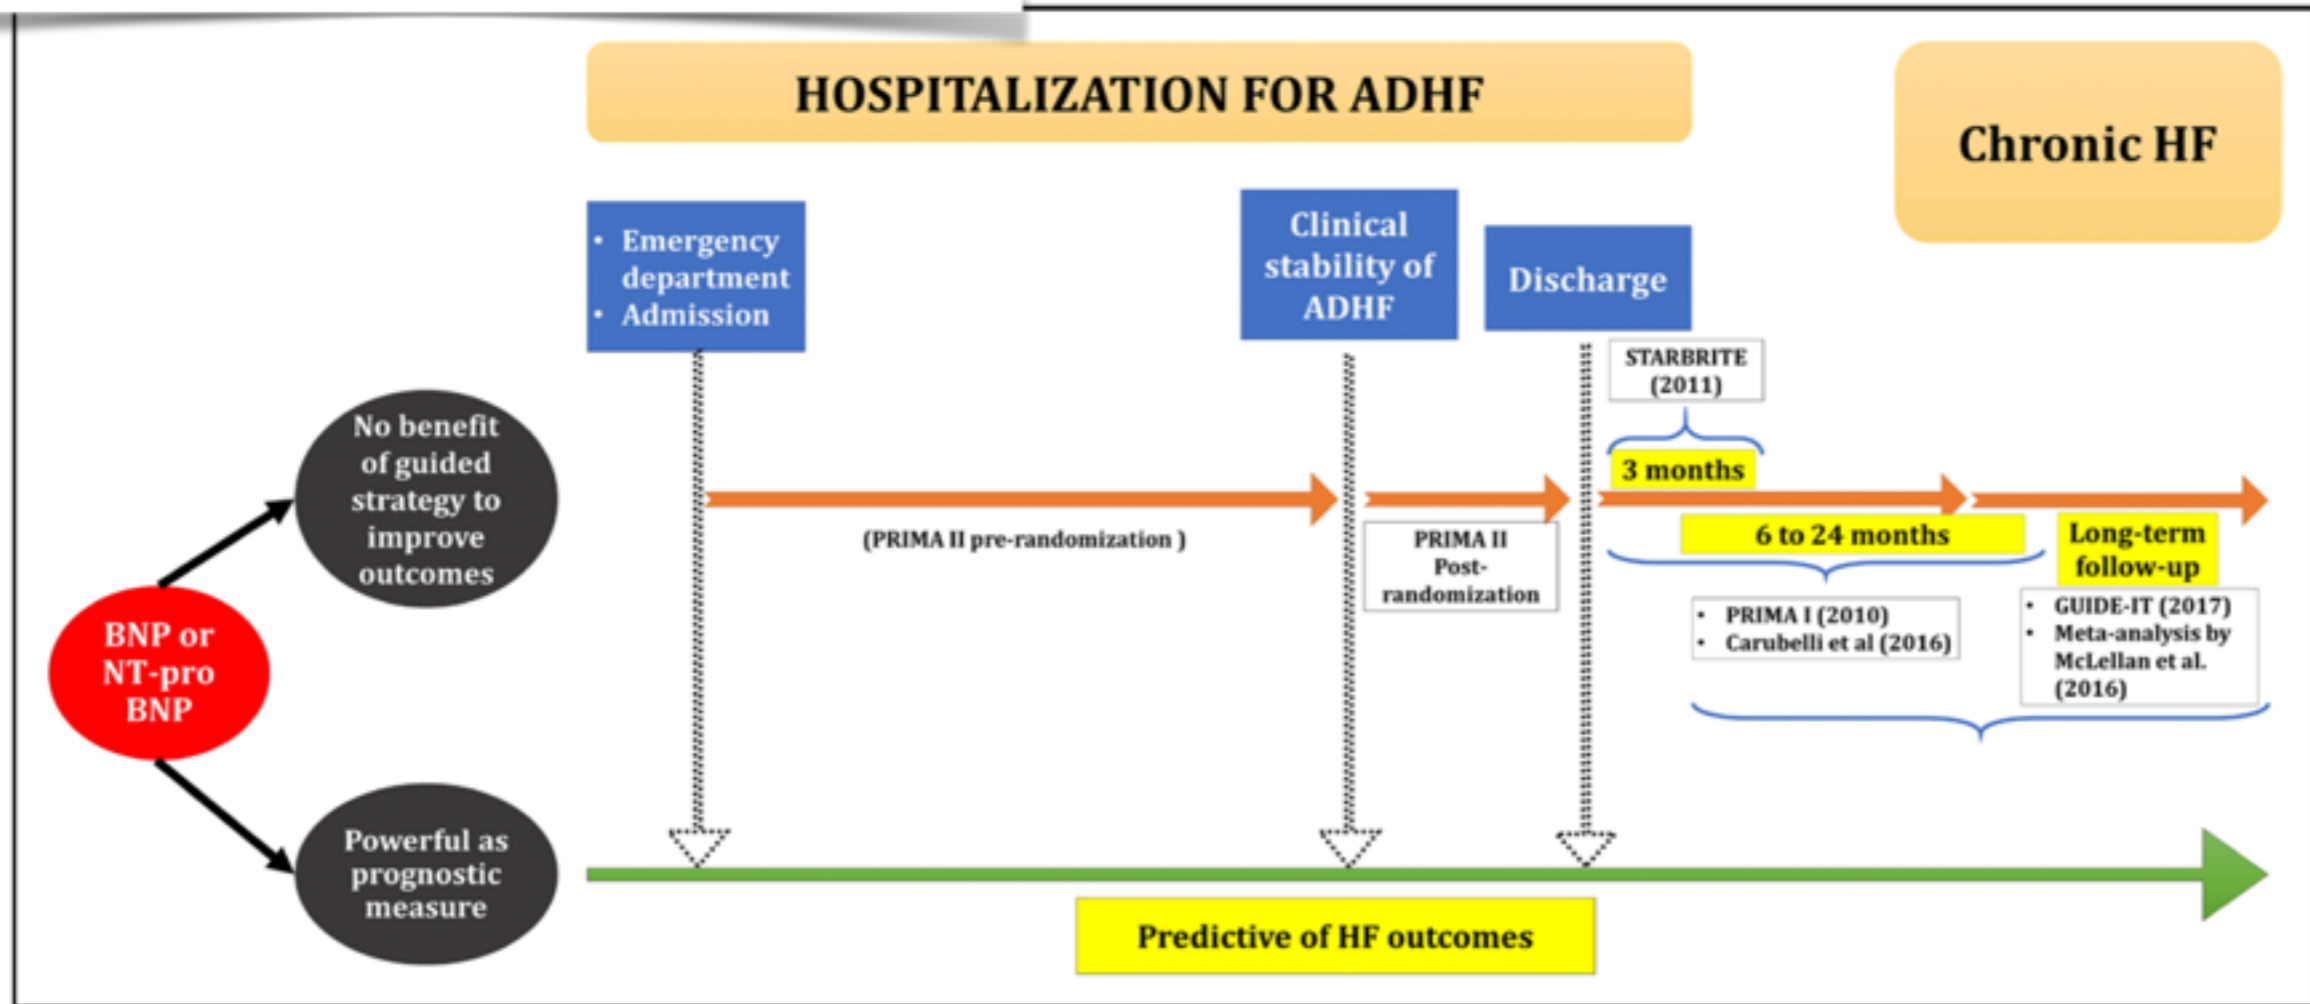 HOSPITALIZATION FOR ADHF
Chronic HF
• Emergency
department
• Admission
Clinical
stability of
ADHF
Discharge
STARBRITE
(2011)
No benefit
of guided
strategy to
improve
outcomes
3 months
(PRIMA II pre-randomization )
PRIMA II
Post-
randomization
6 to 24 months
Long-term
follow-up
• PRIMA I (2010)
• Carubelli et al (2016)
• GUIDE-IT (2017)
• Meta-analysis by
McLellan et al.
(2016)
BNP or
NT-pro
BNP
Powerful as
prognostic
measure
Predictive of HF outcomes